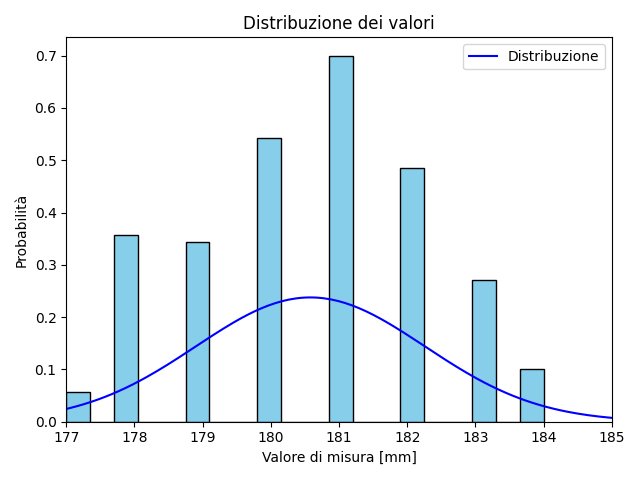 Distribuzione dei valori
Distribuzione
Probabilità
0.7
0.6
0.5
0.4
0.3
0.2
0.1
0.0
177 178 179 180 181 182 183 184 185
Valore di misura [mm]